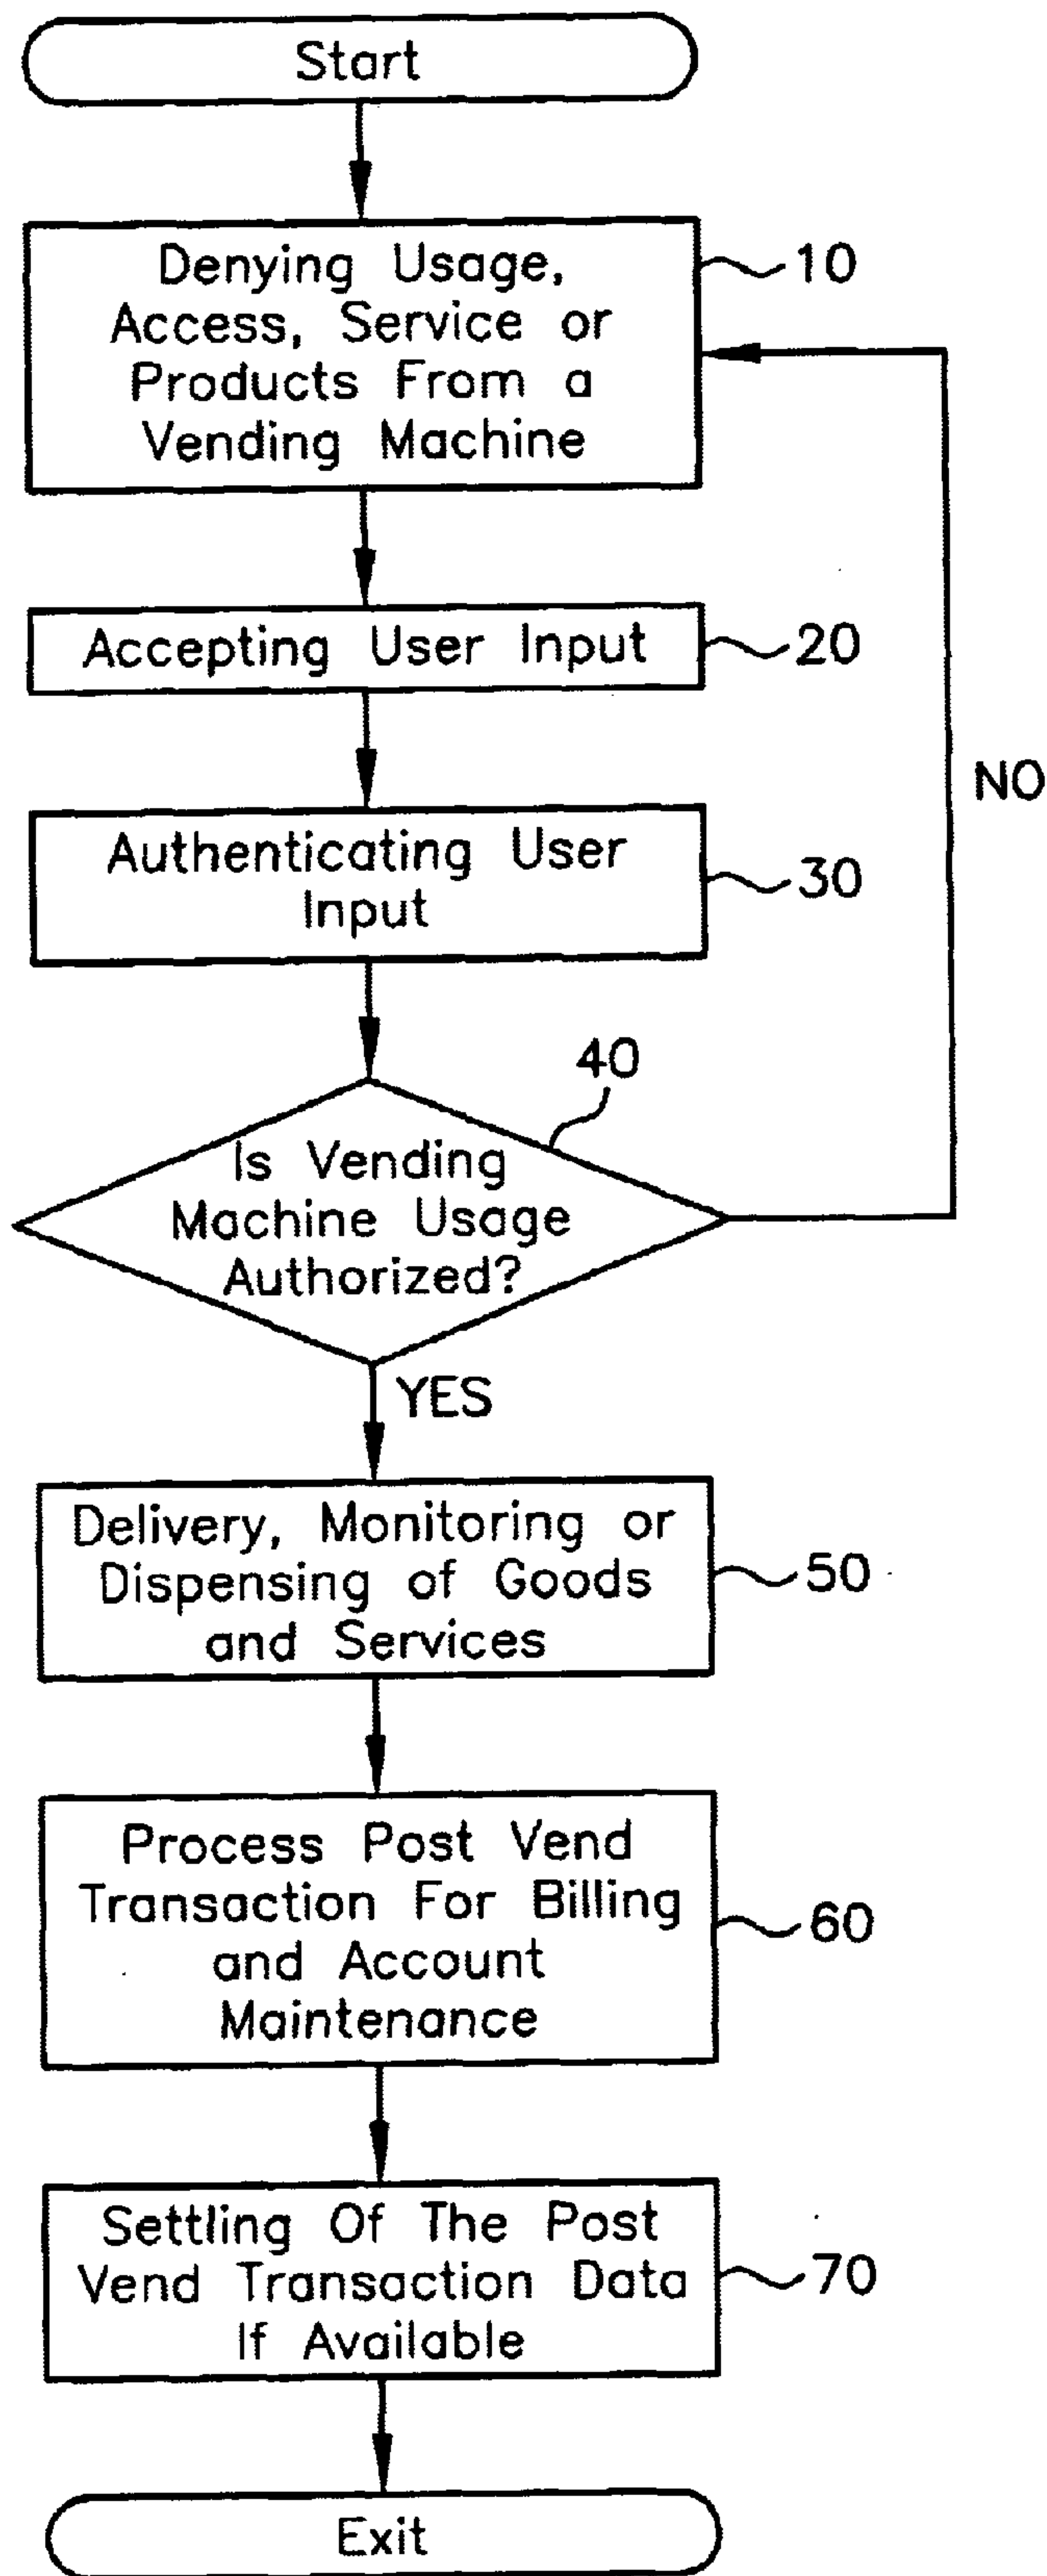 Start
Denying Usage,
Access, Service or
Products From a
Vending Machine
10
Accepting User Input
20
NO
Authenticating User
Input
30
40
Is Vending
Machine Usage
Authorized?
YES
Delivery, Monitoring or
Dispensing of Goods
and Services
50
Process Post Vend
Transaction For Billing
and Account
Maintenance
60
Settling Of The Post
Vend Transaction Data
If Available
70
Exit